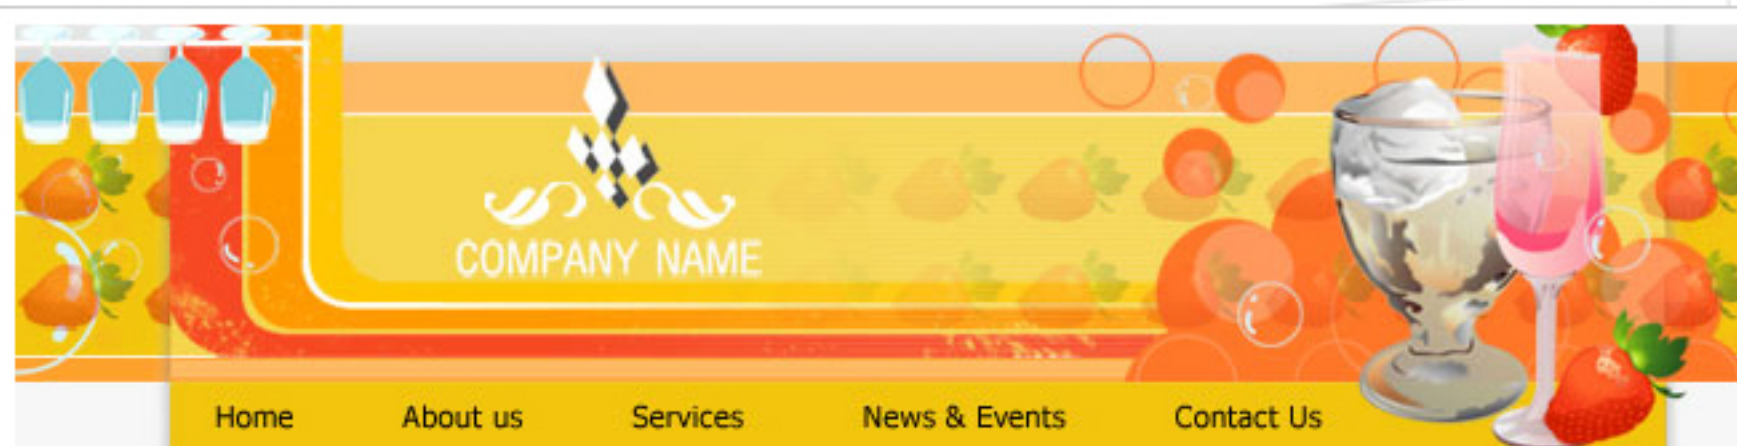 COMPANY NAME
Home About us Services News & Events Contact Us